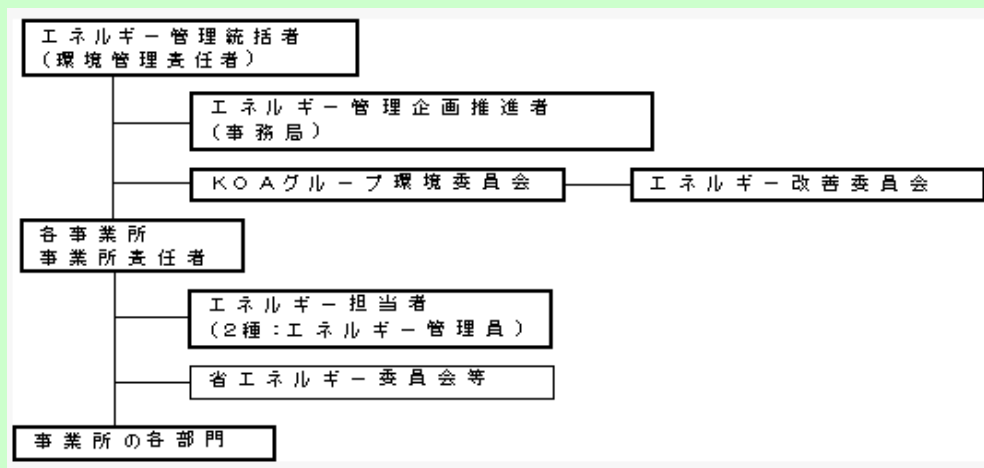 エネルギー管理統括者
(環境管理責任者)
エネルギー管理企画推進者
(事務局)
KOAグループ環境委員会
エネルギー改善委員会
各事業所
事業所責任者
エネルギー担当者
(2種:エネルギー管理員)
省エネルギー委員会等
事業所の各部門